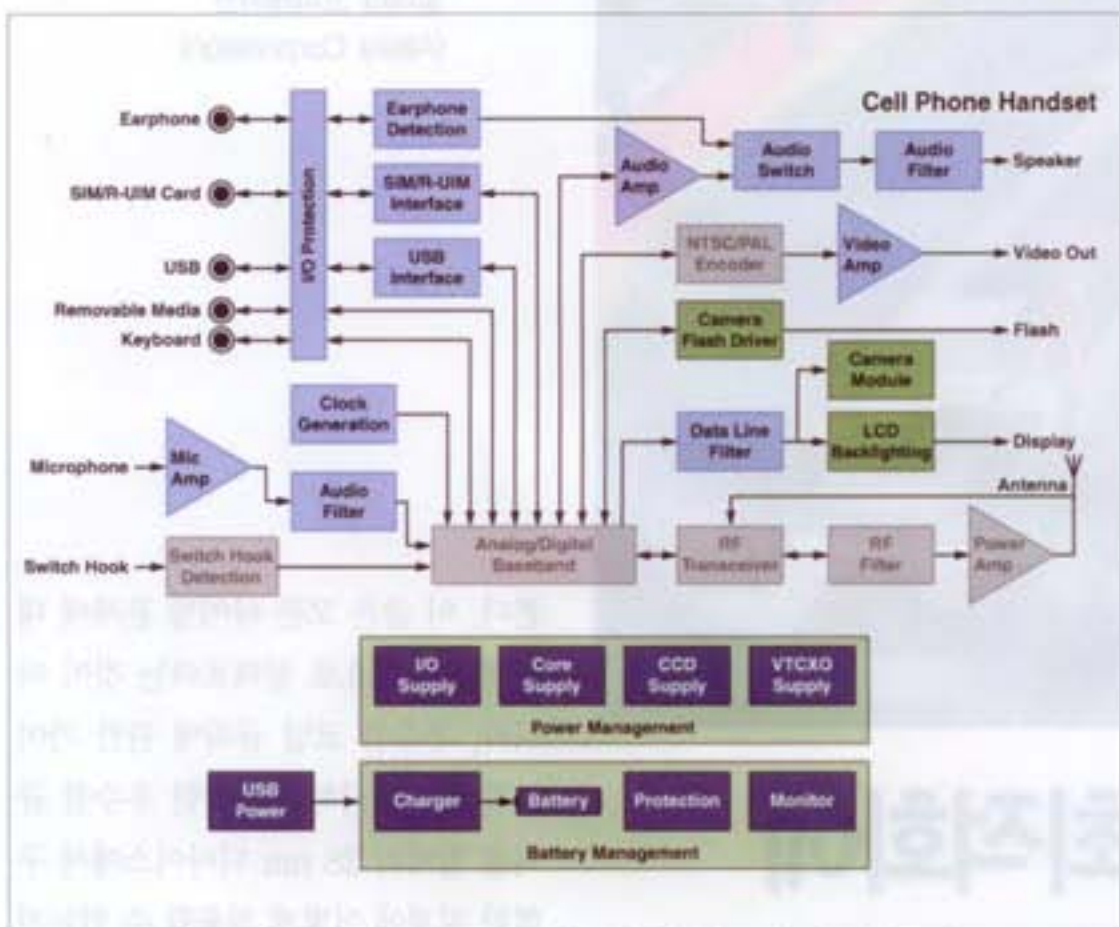 Cell Phone Handset
Earphone
I/O Protection
Earphone
Detection
Audio
Amp
Audio
Switch
Audio
Filter
Speaker
SIM/R-UIM Card
SIM/R-UIM
Interface
NTSC/PAL
Encoder
Video
Amp
Video Out
USB
USB
Interface
Removable Media
Keyboard
Camera
Flash Driver
Flash
Camera
Module
Clock
Generation
Data Line
Filter
LCD
Backlighting
Display
Microphone
Mic
Amp
Audio
Filter
Antenna
Switch Hook
Switch Hook
Detection
Analog/Digital
Baseband
RF
Transceiver
RF
Filter
Power
Amp
I/O
Supply
Core
Supply
CCD
Supply
VTCXO
Supply
Power Management
USB
Power
Charger
Battery
Protection
Monitor
Battery Management